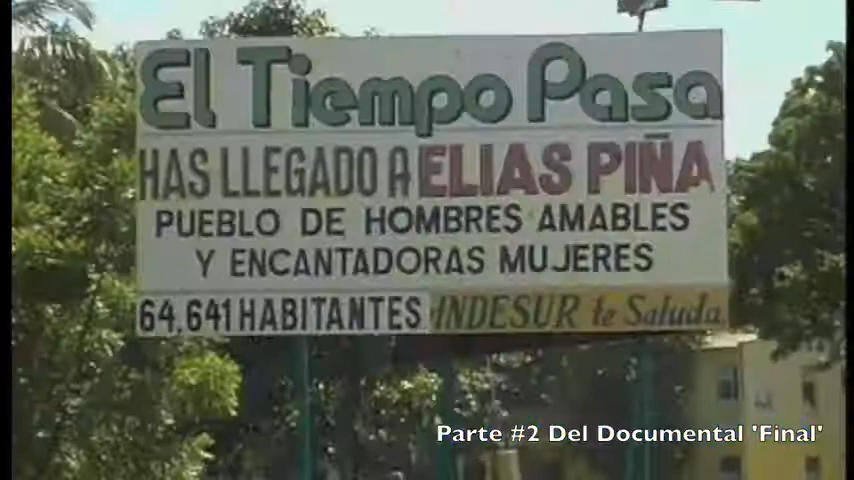 El Tiempo Pasa
HAS LLEGADO A ELIAS PIÑA
PUEBLO DE HOMBRES AMABLES
Y ENCANTADORAS MUJERES
64,641 HABITANTES INDESUR te Saluda
Parte #2 Del Documental 'Final'